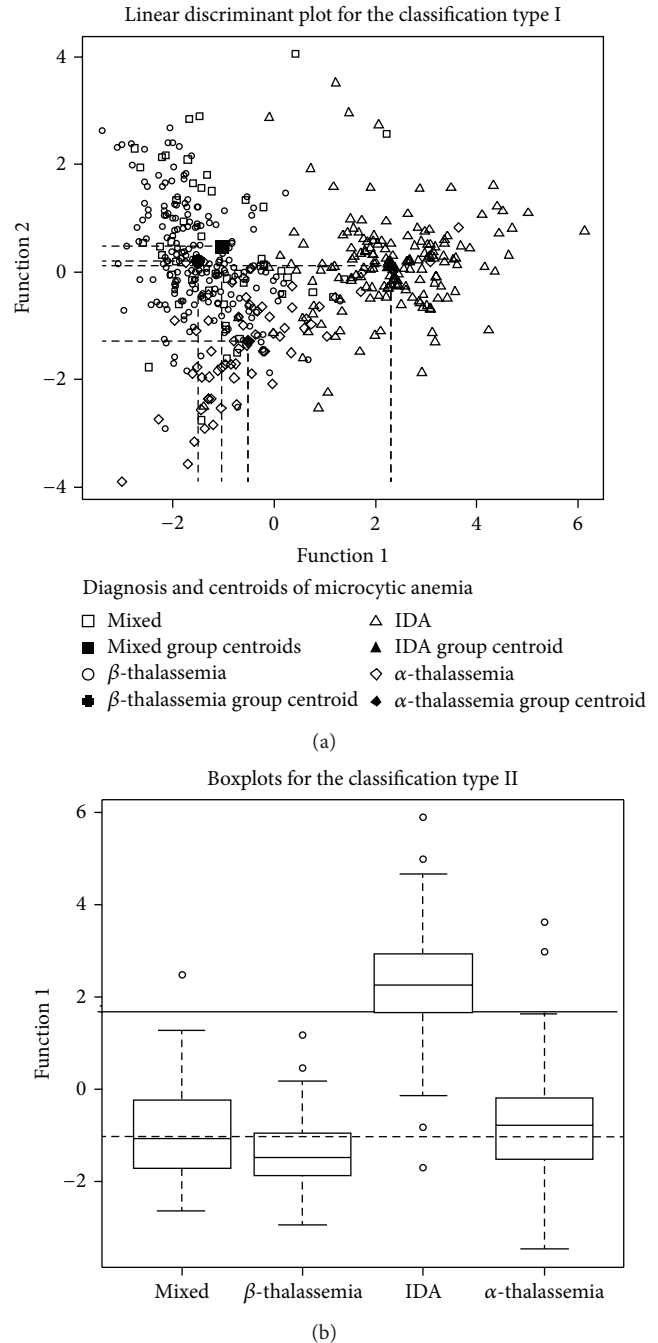 Linear discriminant plot for the classification type I
4
2
0
−2
−4
Function 2
−2 0 2 4 6
Function 1
Diagnosis and centroids of microcytic anemia
Mixed
IDA
Mixed group centroids
IDA group centroid
β-thalassemia
α-thalassemia
β-thalassemia group centroid
α-thalassemia group centroid
(a)
Boxplots for the classification type II
6
4
2
0
−2
Function 1
Mixed β-thalassemia IDA α-thalassemia
(b)